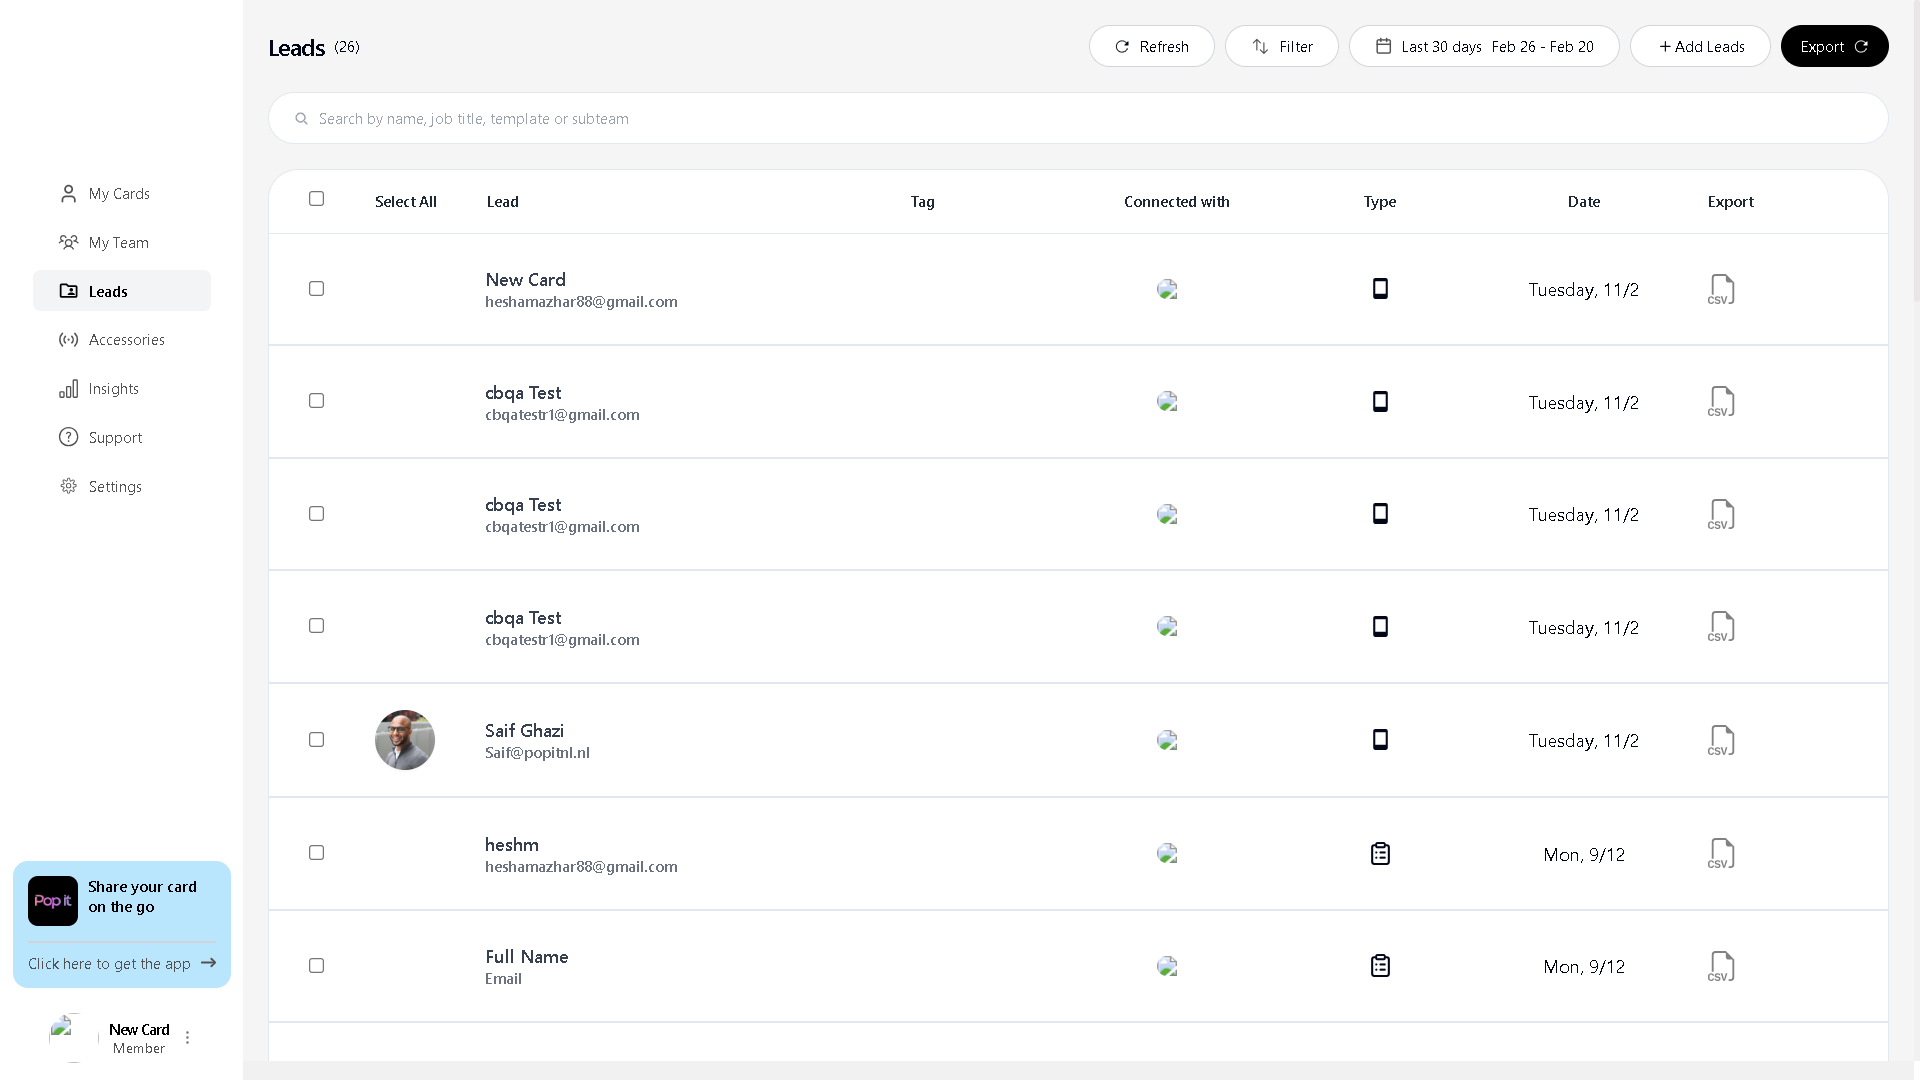 Leads (26)
Refresh
Filter
Last 30 days Feb 26 - Feb 20
+ Add Leads
Export
Search by name, job title, template or subteam
My Cards
My Team
Leads
Accessories
Insights
Support
Settings
Select All Lead Tag Connected with Type Date Export
New Card
heshamazhar88@gmail.com
Tuesday, 11/2
CSV
cbqa Test
cbqatestr1@gmail.com
Tuesday, 11/2
CSV
cbqa Test
cbqatestr1@gmail.com
Tuesday, 11/2
CSV
cbqa Test
cbqatestr1@gmail.com
Tuesday, 11/2
CSV
Saif Ghazi
Saif@popitnl.nl
Tuesday, 11/2
CSV
heshm
heshamazhar88@gmail.com
Mon, 9/12
CSV
Full Name
Email
Mon, 9/12
CSV
Pop it
Share your card
on the go
Click here to get the app
New Card
Member